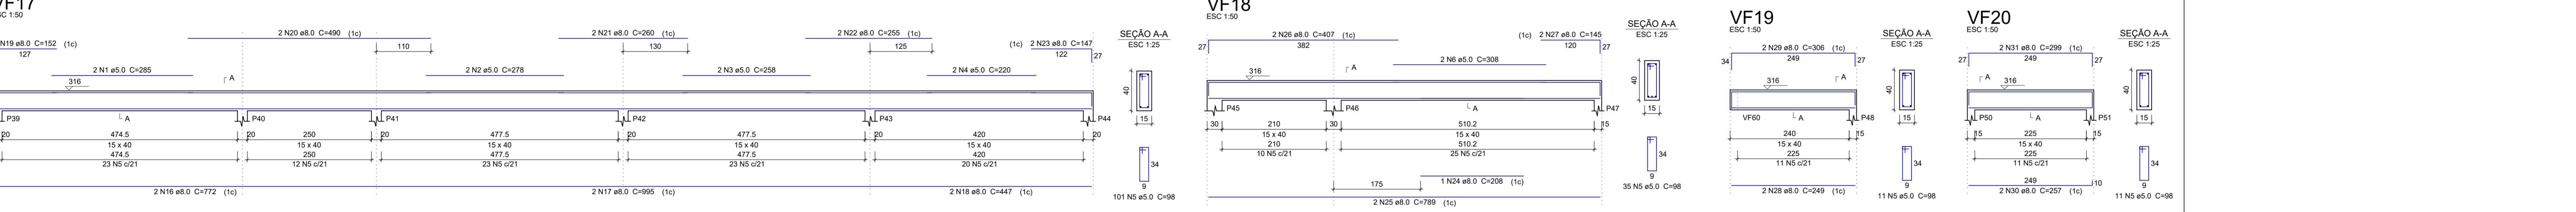 VF17
ESC 1:50
N19 ø8.0 C=152 (1c)
127
2 N20 ø8.0 C=490 (1c)
110
2 N21 ø8.0 C=260 (1c)
130
2 N22 ø8.0 C=255 (1c)
125
(1c) 2 N23 ø8.0 C=147
122
27
2 N1 ø5.0 C=285
2 N2 ø5.0 C=278
2 N3 ø5.0 C=258
2 N4 ø5.0 C=220
316
A
P39
A
P40
P41
P42
P43
P44
20 474.5 20 250 20 477.5 20 477.5 20 420 20
15 x 40 15 x 40 15 x 40 15 x 40 15 x 40
474.5 250 477.5 477.5 420
23 N5 c/21 12 N5 c/21 23 N5 c/21 23 N5 c/21 20 N5 c/21
2 N16 ø8.0 C=772 (1c)
2 N17 ø8.0 C=995 (1c)
2 N18 ø8.0 C=447 (1c)
SEÇÃO A-A
ESC 1:25
40
15
34
9
101 N5 ø5.0 C=98
VF18
ESC 1:50
2 N26 ø8.0 C=407 (1c)
27
382
(1c) 2 N27 ø8.0 C=145
120
27
2 N6 ø5.0 C=308
316
A
P45
P46
A
P47
30 210 30 510.2 15
15 x 40 15 x 40
210 510.2
10 N5 c/21 25 N5 c/21
175
1 N24 ø8.0 C=208 (1c)
2 N25 ø8.0 C=789 (1c)
SEÇÃO A-A
ESC 1:25
40
15
34
9
35 N5 ø5.0 C=98
VF19
ESC 1:50
2 N29 ø8.0 C=306 (1c)
34
249
27
316
A
VF60
A
P48
240 15
15 x 40
225
11 N5 c/21
2 N28 ø8.0 C=249 (1c)
SEÇÃO A-A
ESC 1:25
40
15
34
9
11 N5 ø5.0 C=98
VF20
ESC 1:50
2 N31 ø8.0 C=299 (1c)
27
249
27
A
316
P50
A
P51
15 225 15
15 x 40
225
11 N5 c/21
249
10
2 N30 ø8.0 C=257 (1c)
SEÇÃO A-A
ESC 1:25
40
15
34
9
11 N5 ø5.0 C=98